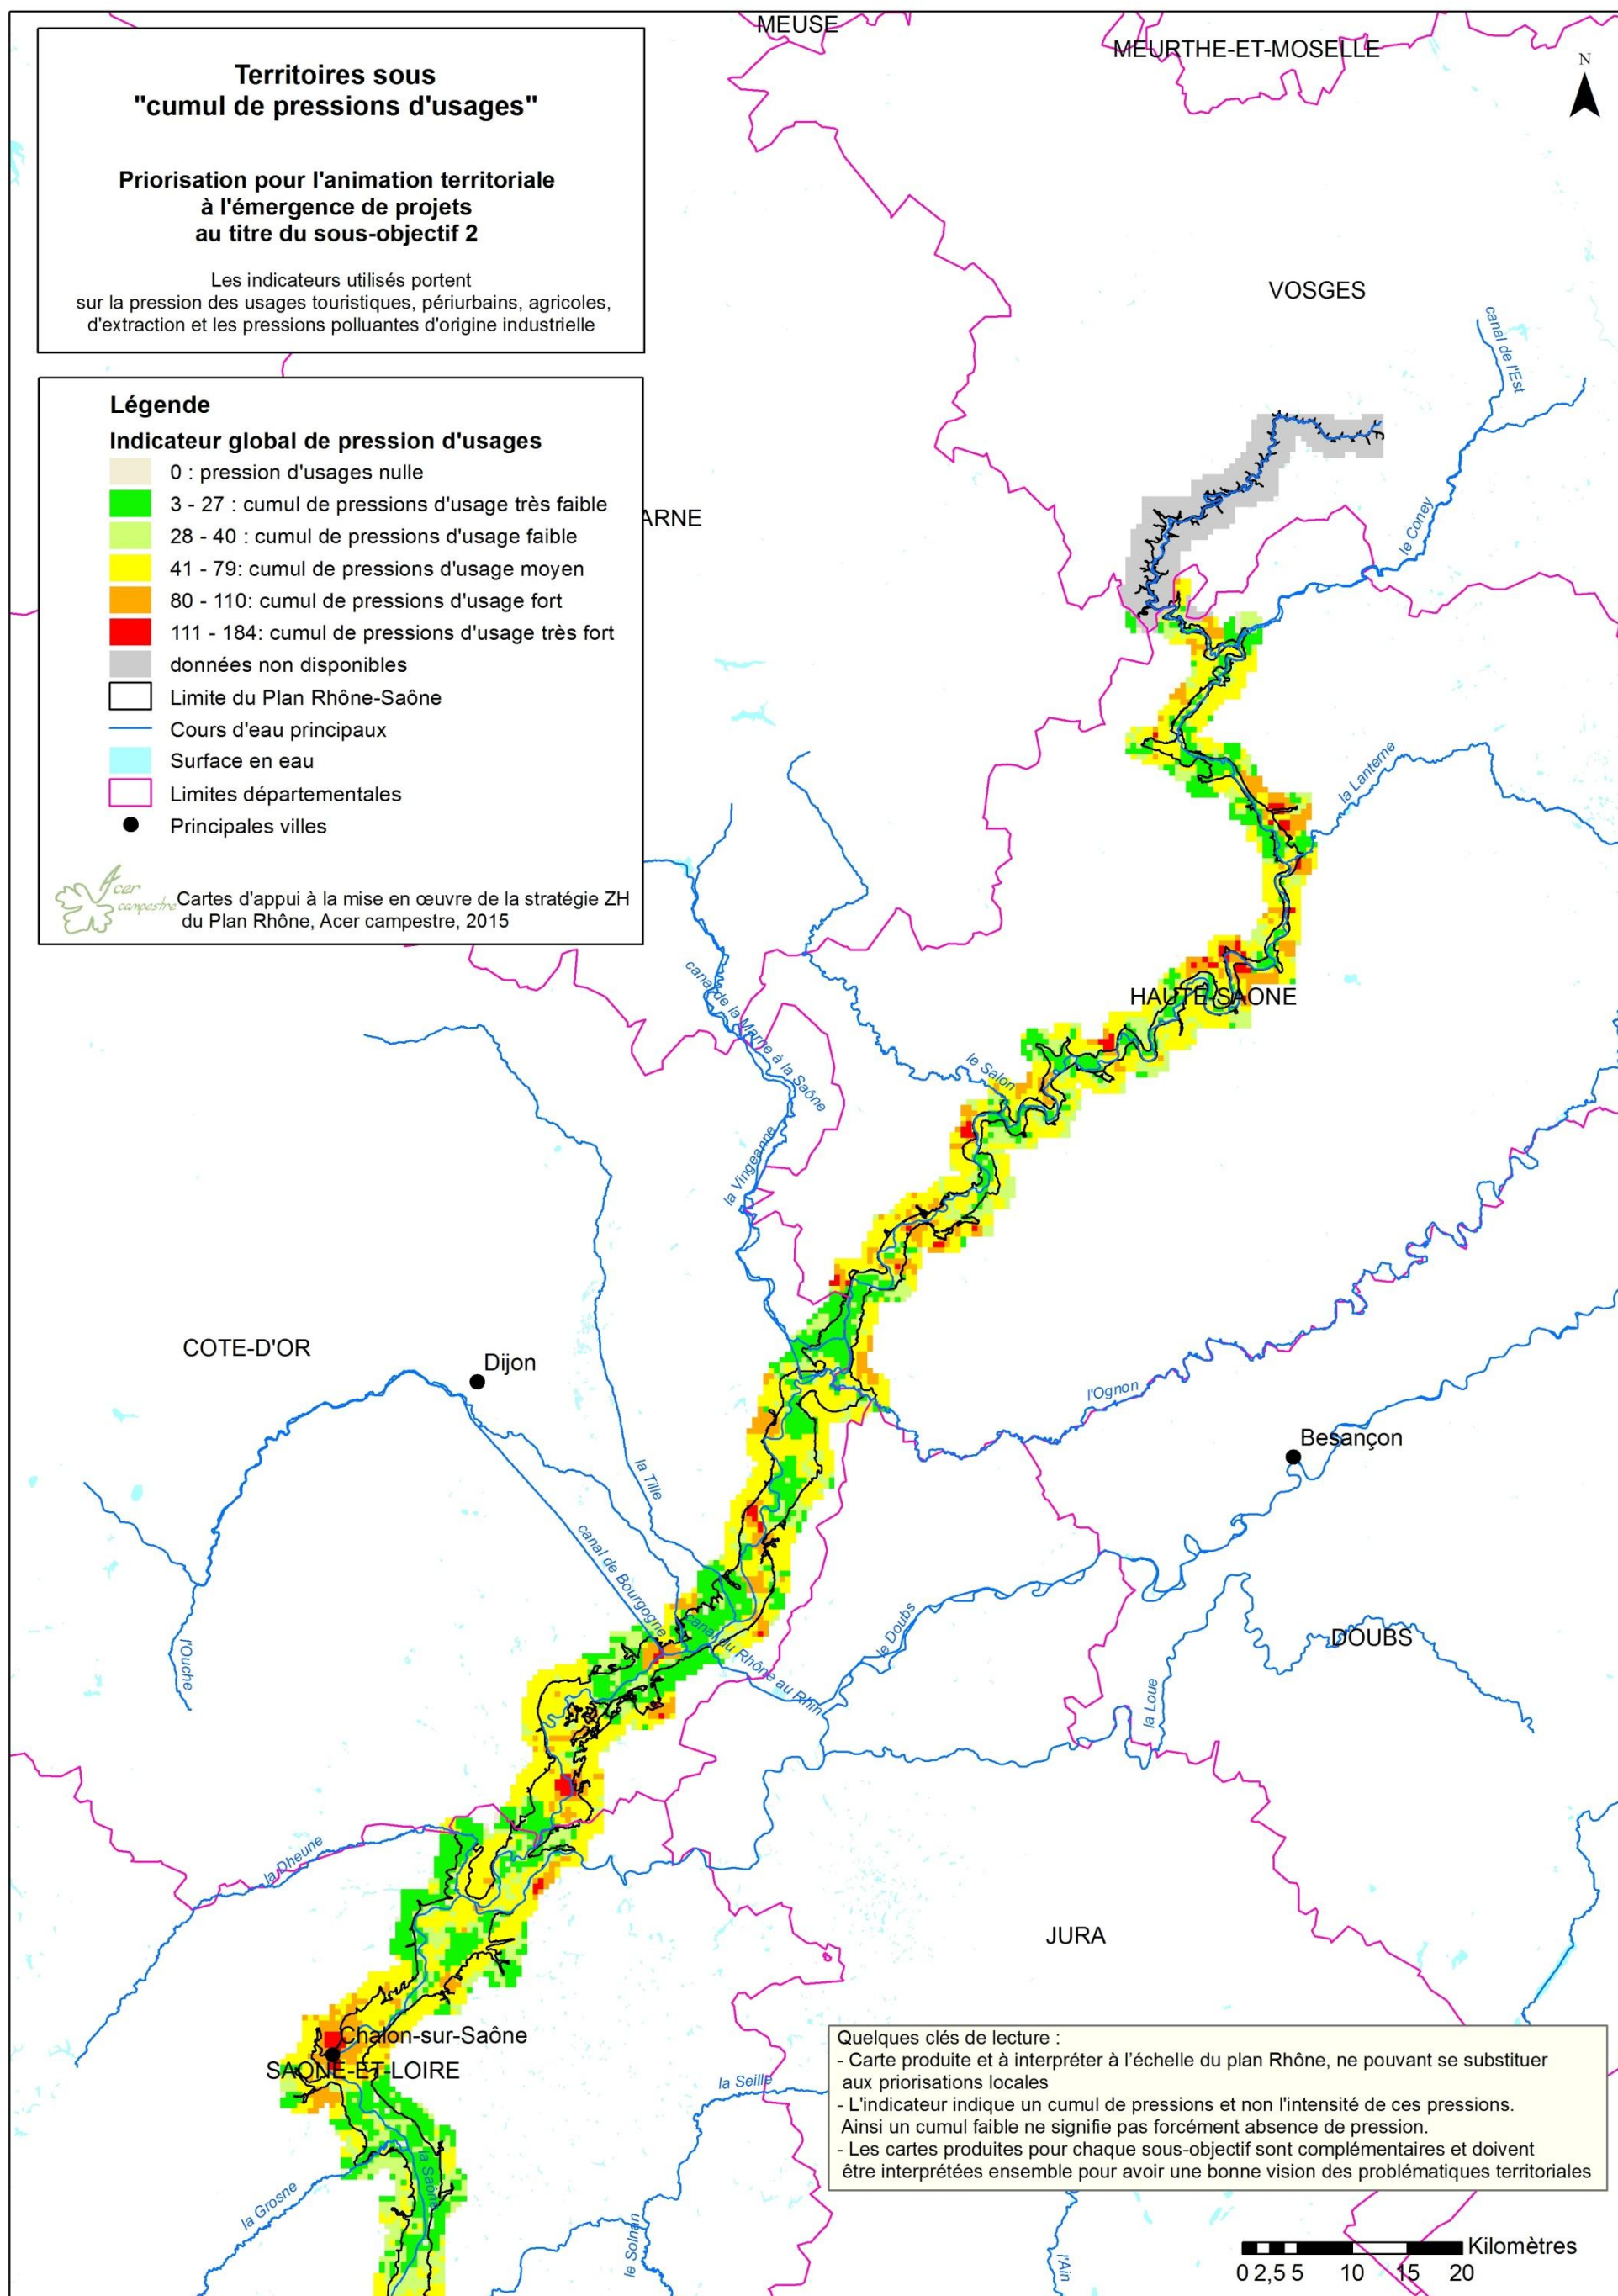 MEUSE
MEURTHE-ET-MOSELLE
N
Territoires sous
"cumul de pressions d'usages"
Priorisation pour l'animation territoriale
à l'émergence de projets
au titre du sous-objectif 2
Les indicateurs utilisés portent
sur la pression des usages touristiques, périurbains, agricoles,
d'extraction et les pressions polluantes d'origine industrielle
VOSGES
canal de l'Est
Légende
Indicateur global de pression d'usages
0 : pression d'usages nulle
3 - 27 : cumul de pressions d'usage très faible
28 - 40 : cumul de pressions d'usage faible
41 - 79: cumul de pressions d'usage moyen
80 - 110: cumul de pressions d'usage fort
111 - 184: cumul de pressions d'usage très fort
données non disponibles
Limite du Plan Rhône-Saône
Cours d'eau principaux
Surface en eau
Limites départementales
Principales villes
Acer
campestre
Cartes d'appui à la mise en œuvre de la stratégie ZH
du Plan Rhône, Acer campestre, 2015
ARNE
le Coney
la Lanterne
canal de la Marne à la Saône
HAUTE-SAONE
le Salon
la Vingeanne
COTE-D'OR
Dijon
l'Ognon
Besançon
la Tille
canal de Bourgogne
canal du Rhône au Rhin
le Doubs
DOUBS
l'Ouche
la Loue
la Dheune
JURA
Chalon-sur-Saône
SAONE-ET-LOIRE
la Seille
la Saône
la Grosne
le Solnan
l'Ain
Quelques clés de lecture :
- Carte produite et à interpréter à l'échelle du plan Rhône, ne pouvant se substituer
aux priorisations locales
- L'indicateur indique un cumul de pressions et non l'intensité de ces pressions.
Ainsi un cumul faible ne signifie pas forcément absence de pression.
- Les cartes produites pour chaque sous-objectif sont complémentaires et doivent
être interprétées ensemble pour avoir une bonne vision des problématiques territoriales
Kilomètres
0 2,5 5 10 15 20